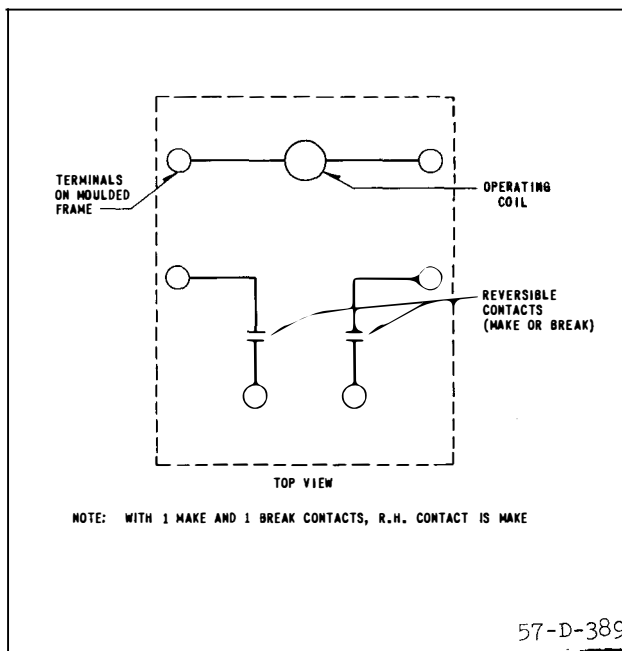 TERMINALS
ON MOULDED
FRAME
OPERATING
COIL
REVERSIBLE
CONTACTS
(MAKE OR BREAK)
TOP VIEW
NOTE: WITH 1 MAKE AND 1 BREAK CONTACTS, R.H. CONTACT IS MAKE
57-D-389